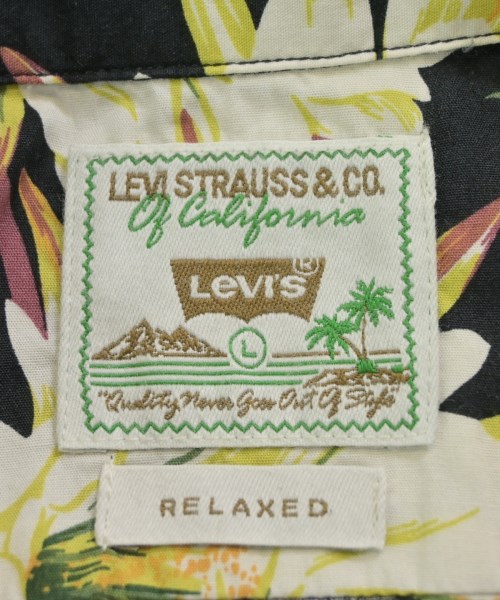 LEVI STRAUSS & CO.
Of California
LEVI'S ®
L
"Quality Never Goes Out Of Style"
RELAXED